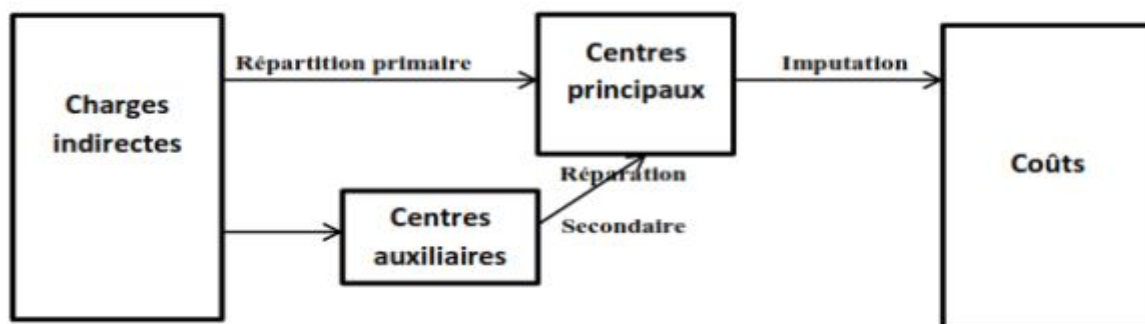 Charges
indirectes
Répartition primaire
Centres
principaux
Imputation
Coûts
Centres
auxiliaires
Réparation
Secondaire